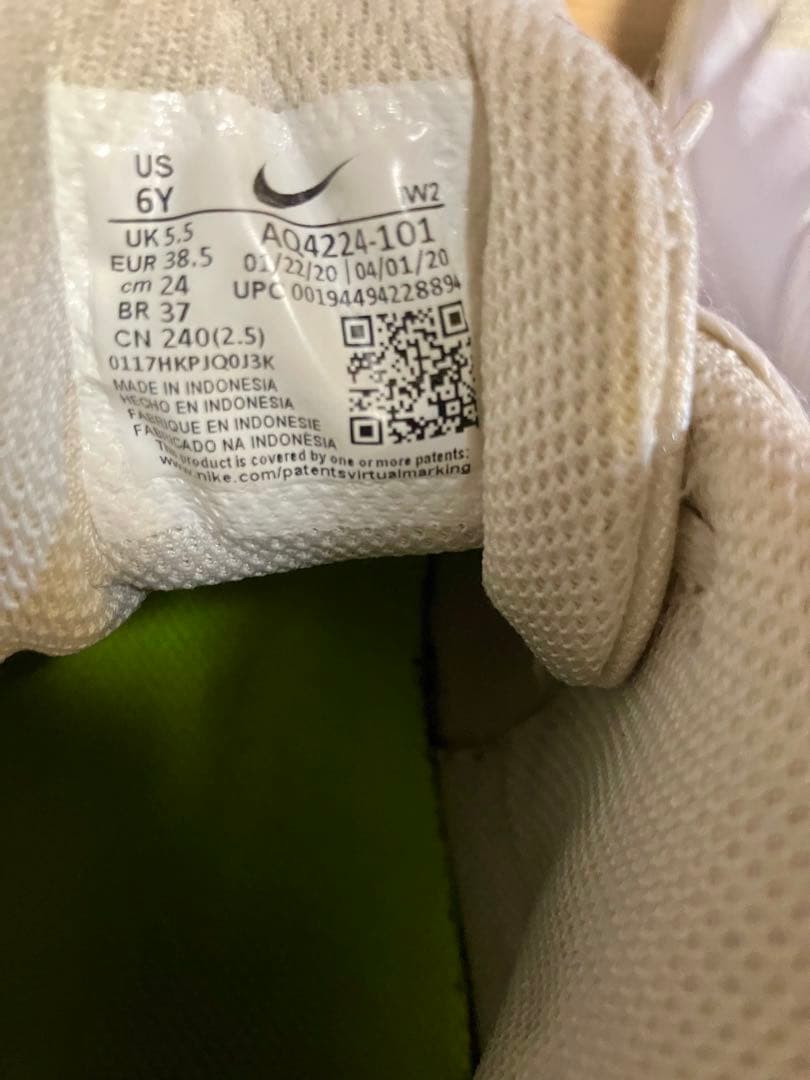 US
6Y
W2
UK 5.5
EUR 38.5
cm 24
BR 37
CN 240(2.5)
AQ4224-101
01/22/20 | 04/01/20
UPC 00194494228894
0117HKPJQ0J3K
MADE IN INDONESIA
HECHO EN INDONESIA
FABRIQUE EN INDONESIE
FABRICADO NA INDONÉSIA
This product is covered by one or more patents:
www.nike.com/patentsvirtualmarking